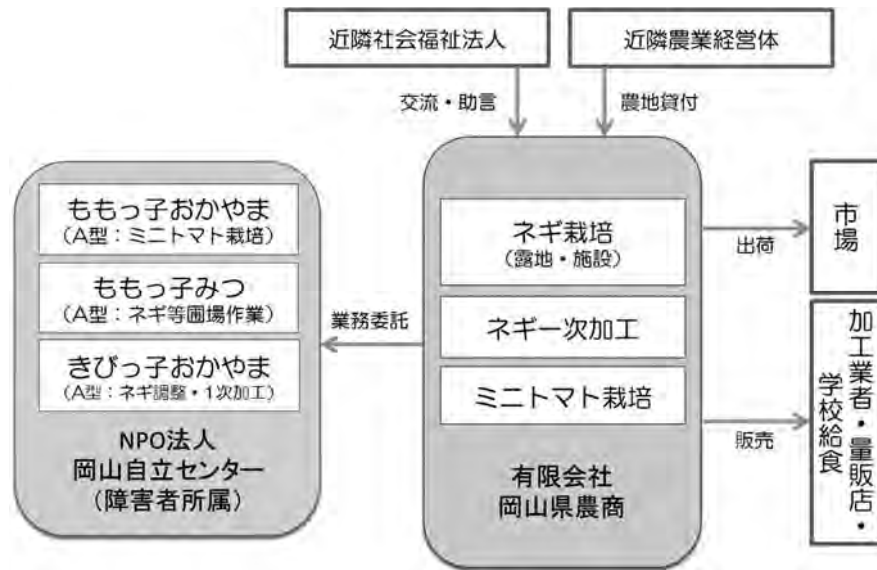 近隣社会福祉法人
近隣農業経営体
交流・助言
農地貸付
ももっ子おかやま
(A型:ミニトマト栽培)
ももっ子みつ
(A型:ネギ等圃場作業)
きびっ子おかやま
(A型:ネギ調整・1次加工)
NPO法人
岡山自立センター
(障害者所属)
業務委託
ネギ栽培
(露地・施設)
ネギ一次加工
ミニトマト栽培
有限会社
岡山県農商
出荷
市場
販売
加工業者・量販店・
学校給食